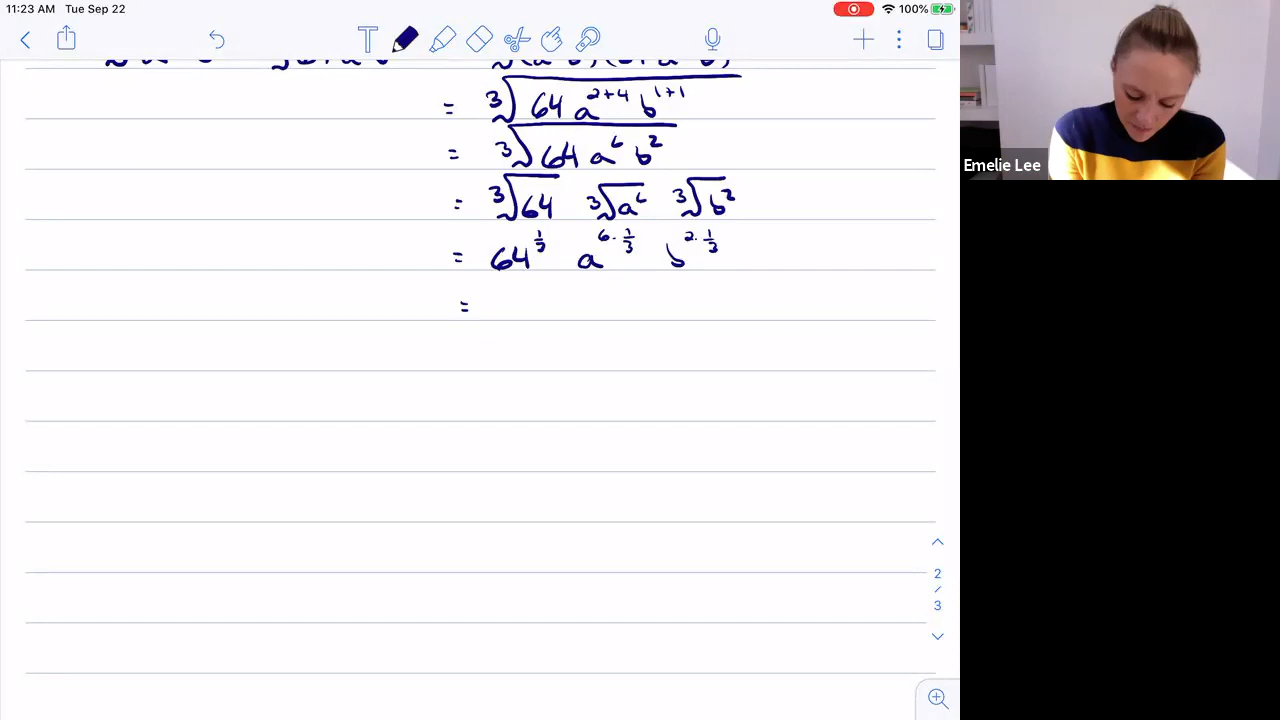 11:23 AM Tue Sep 22
100%
T
= ∛(64 a^{2+4} b^{1+1})
= ∛(64 a^6 b^2)
= ∛64 ∛a^6 ∛b^2
= 64^{1/3} a^{6·1/3} b^{2·1/3}
=
Emelie Lee
2
/
3